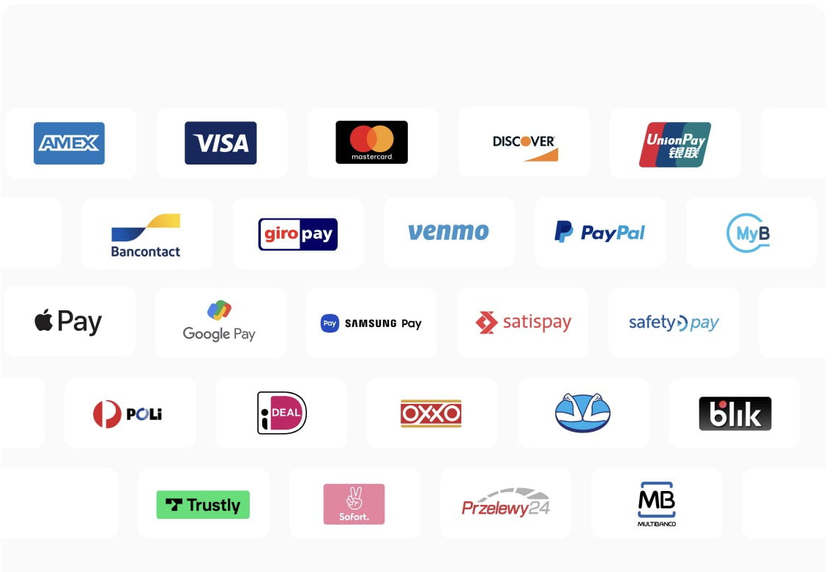 AMEX
VISA
mastercard.
DISCOVER
UnionPay
银联
Bancontact
giropay
venmo
PayPal
MyB
Pay
Google Pay
Pay SAMSUNG Pay
satispay
safetypay
POLi
iDEAL
OXXO
blik
Trustly
Sofort.
Przelewy24
MB
MULTIBANCO